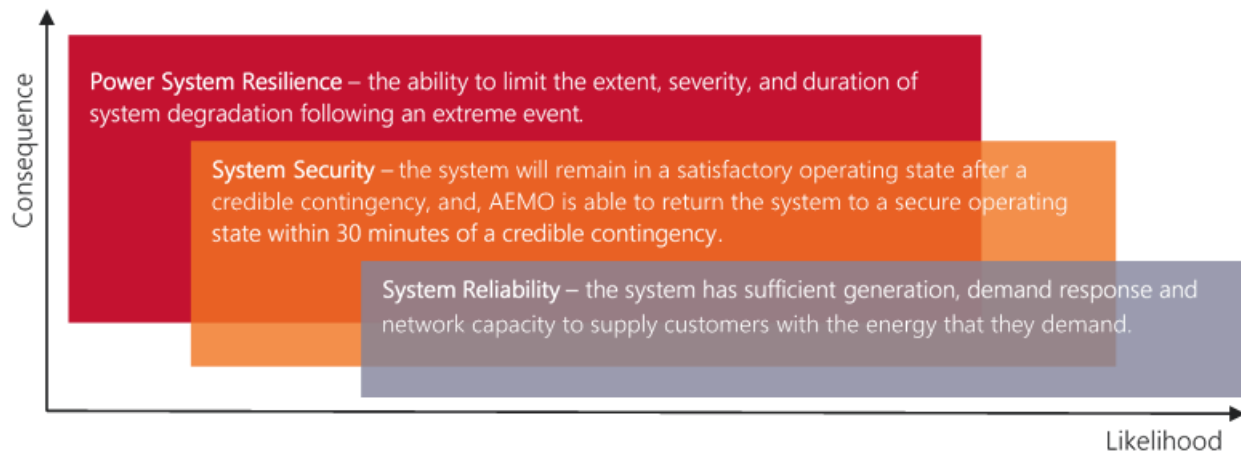 Consequence
Power System Resilience – the ability to limit the extent, severity, and duration of
system degradation following an extreme event.
System Security – the system will remain in a satisfactory operating state after a
credible contingency, and, AEMO is able to return the system to a secure operating
state within 30 minutes of a credible contingency.
System Reliability – the system has sufficient generation, demand response and
network capacity to supply customers with the energy that they demand.
Likelihood